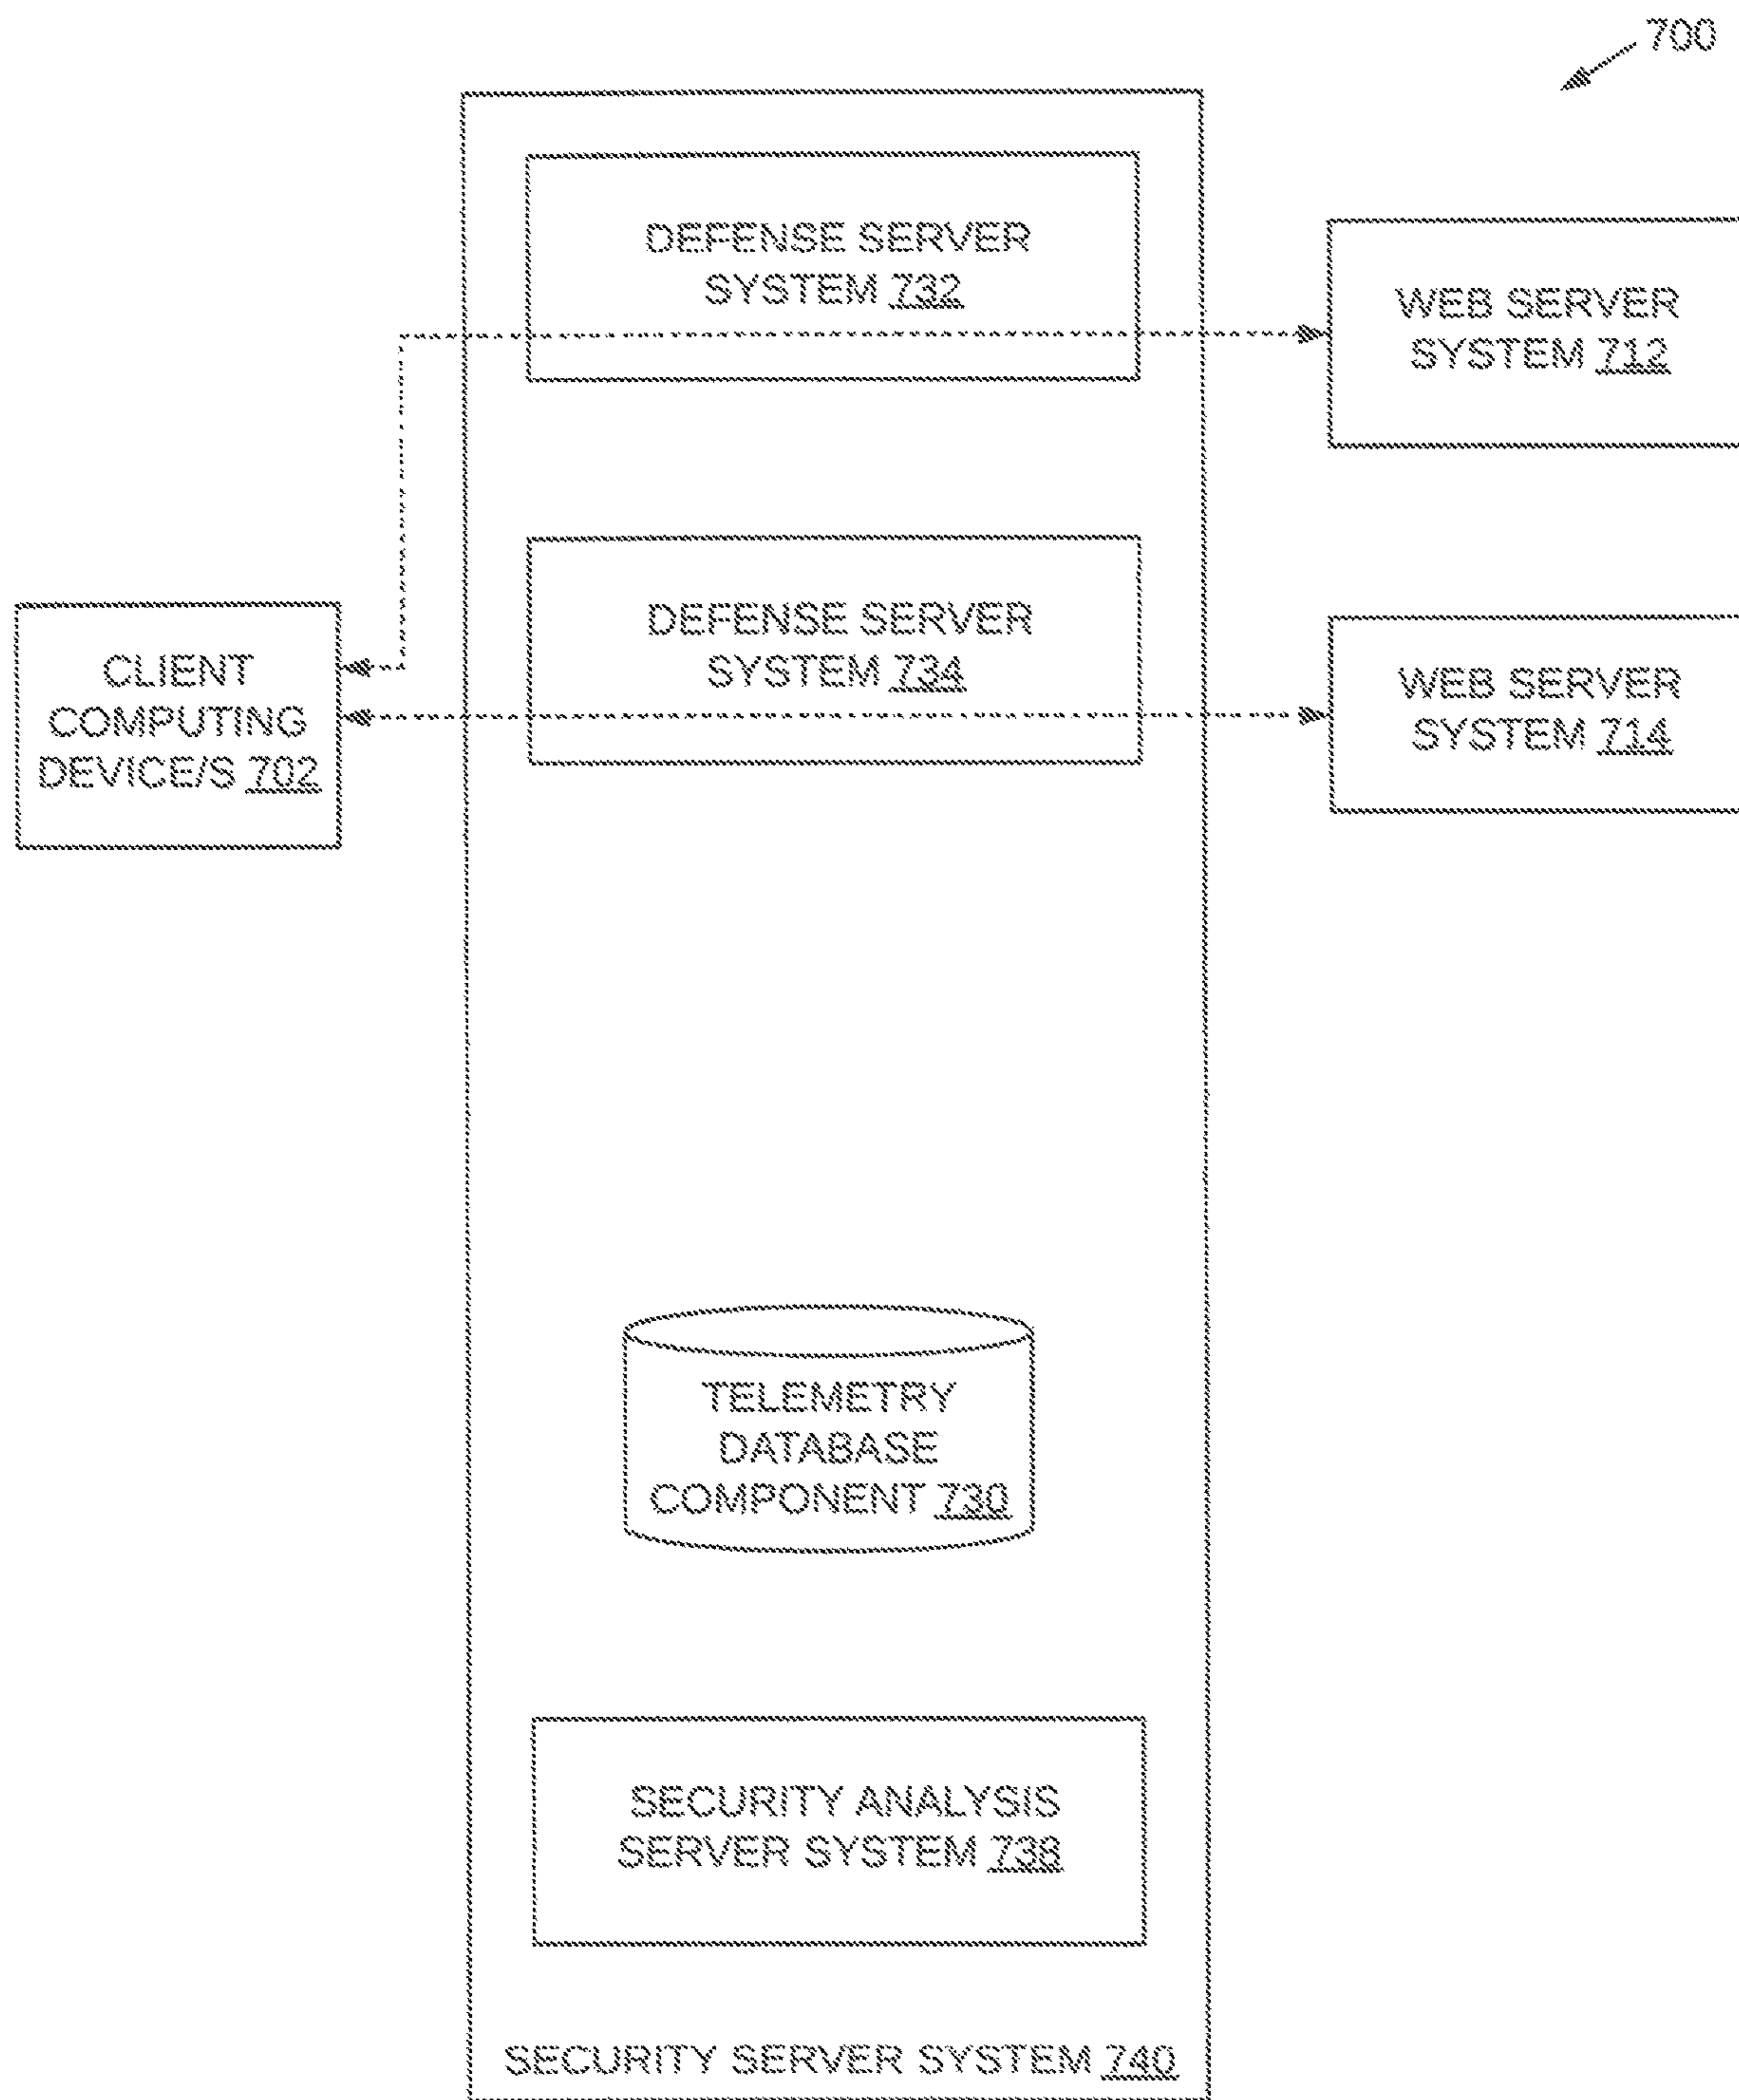 700
DEFENSE SERVER
SYSTEM 732
WEB SERVER
SYSTEM 712
DEFENSE SERVER
SYSTEM 734
CLIENT
COMPUTING
DEVICE/S 702
WEB SERVER
SYSTEM 714
TELEMETRY
DATABASE
COMPONENT 730
SECURITY ANALYSIS
SERVER SYSTEM 738
SECURITY SERVER SYSTEM 740